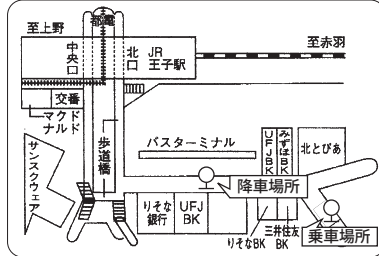 都電
至上野
至赤羽
中央口
北口
JR
王子駅
交番
マクドナルド
歩道橋
サンスクウェア
バスターミナル
UFJBK
みずほBK
北とぴあ
降車場所
りそな
銀行
UFJ
BK
りそなBK
三井住友
BK
乗車場所